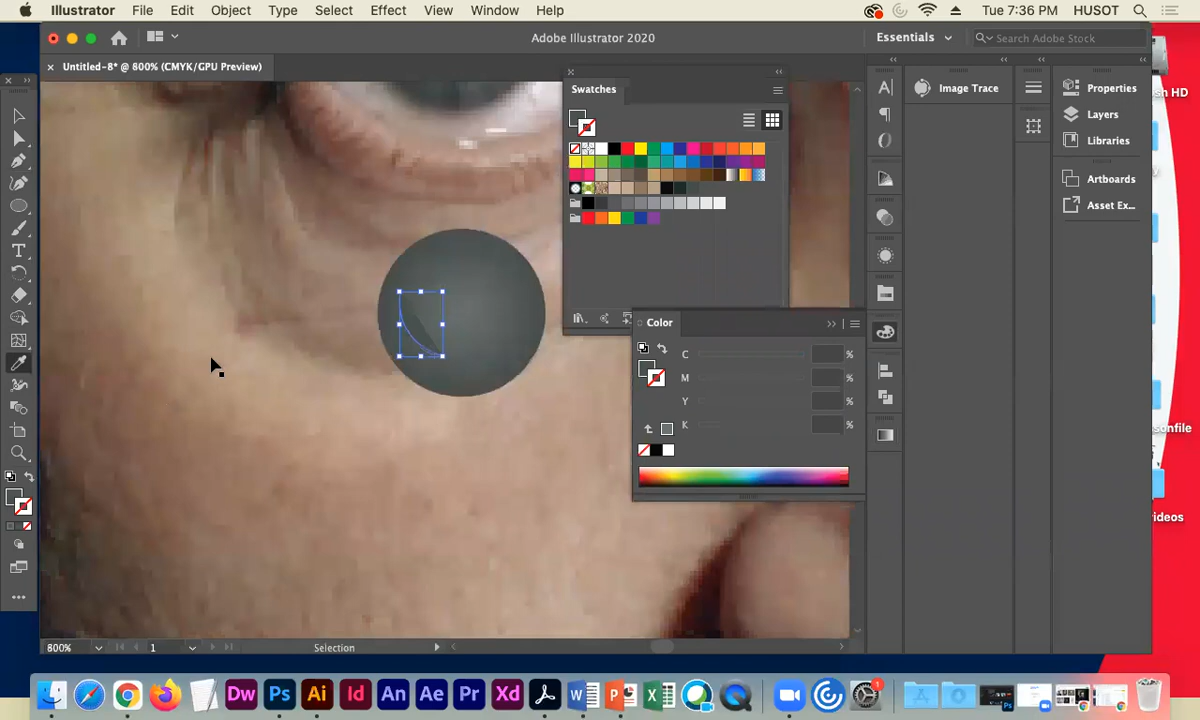 Illustrator File Edit Object Type Select Effect View Window Help Tue 7:36 PM HUSOT
Adobe Illustrator 2020 Essentials Search Adobe Stock
Untitled-8* @ 800% (CMYK/GPU Preview)
Swatches
Image Trace
Properties
Layers
Libraries
Artboards
Asset Ex...
sh HD
Color
C %
M %
Y %
K %
sonfile
videos
800% 1 Selection
Dw Ps Ai Id An Ae Pr Xd W P X 1